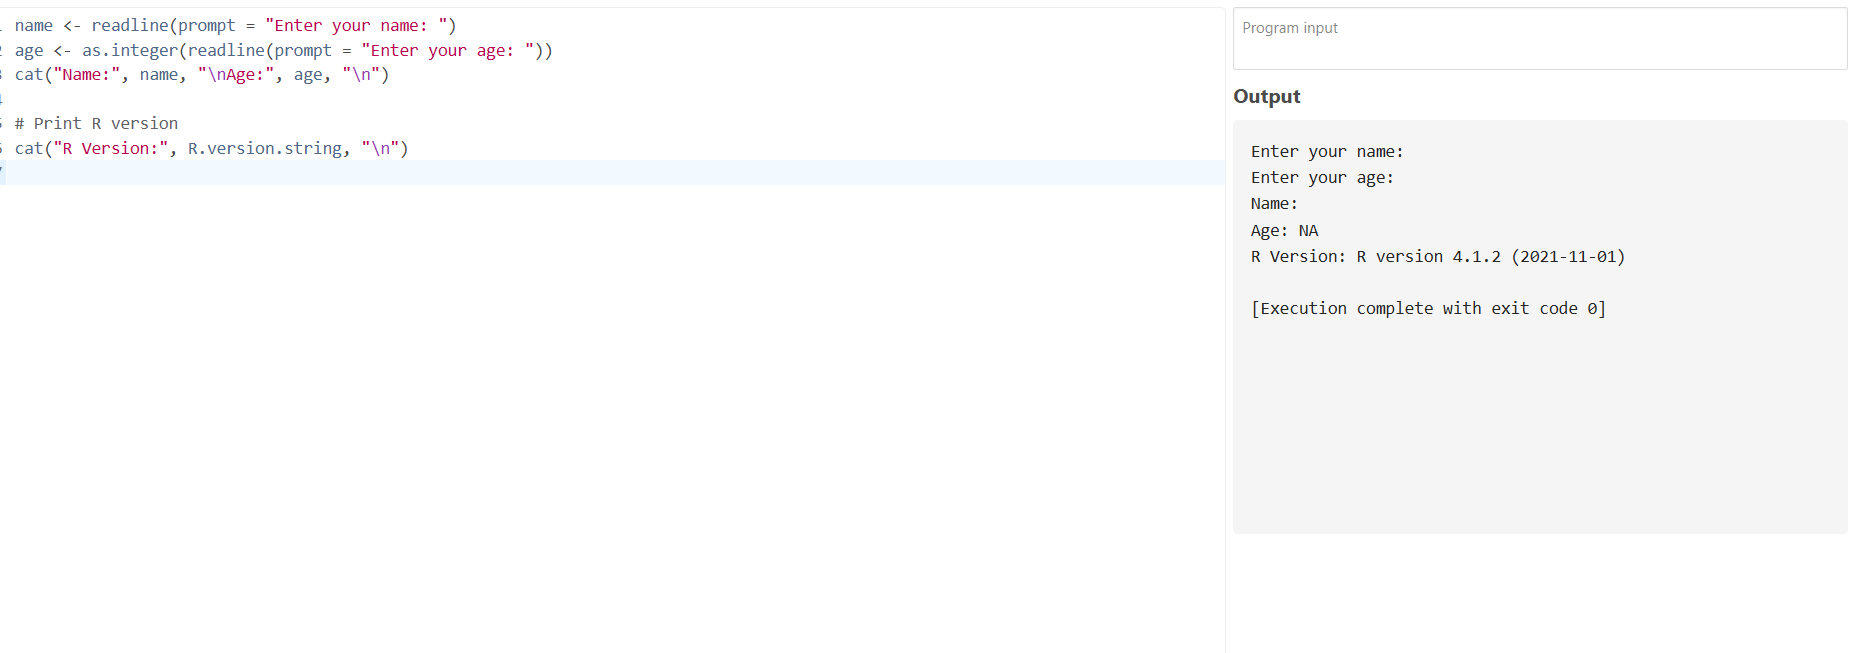 name <- readline(prompt = "Enter your name: ")
age <- as.integer(readline(prompt = "Enter your age: "))
cat("Name:", name, "\nAge:", age, "\n")
# Print R version
cat("R Version:", R.version.string, "\n")
Program input
Output
Enter your name:
Enter your age:
Name:
Age: NA
R Version: R version 4.1.2 (2021-11-01)
[Execution complete with exit code 0]